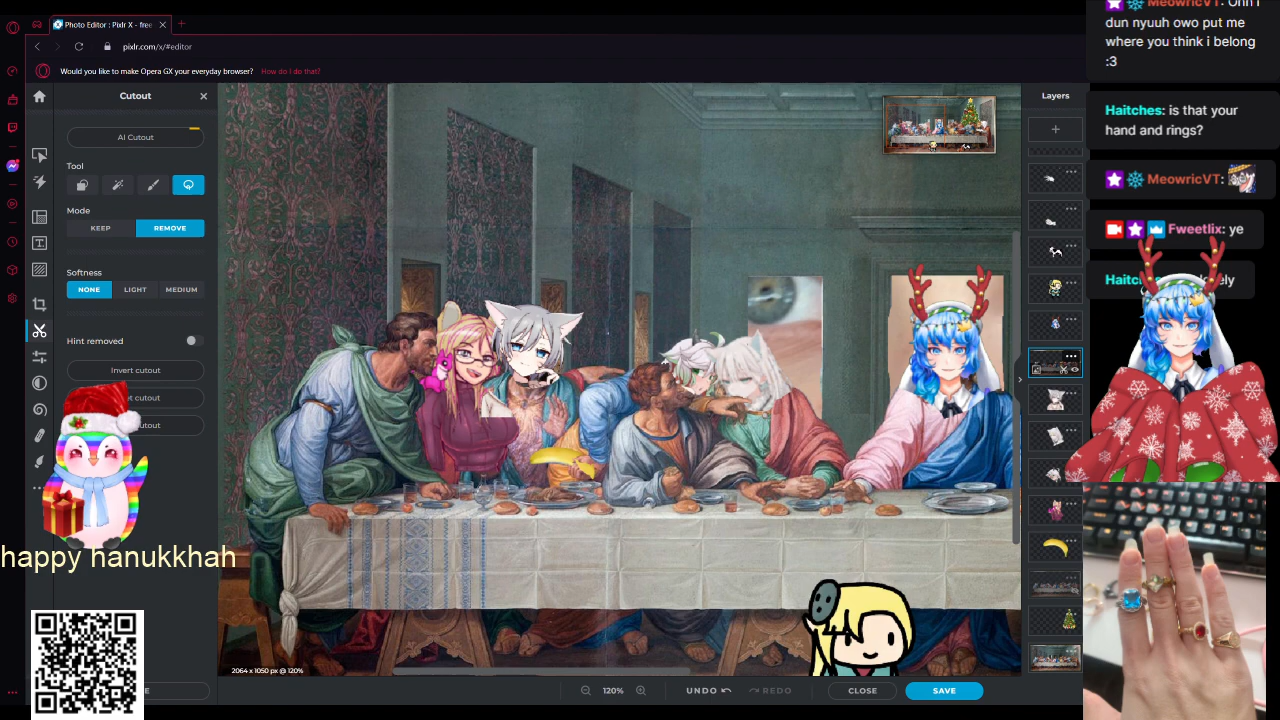 Photo Editor : Pixlr X - free
pixlr.com/x/#editor
Would you like to make Opera GX your everyday browser? How do I do that?
Cutout
AI Cutout
Tool
Mode
KEEP
REMOVE
Softness
NONE
LIGHT
MEDIUM
Hint removed
Invert cutout
cutout
cutout
happy hanukkhah
2064 x 1050 px @ 120%
120%
UNDO
REDO
CLOSE
SAVE
Layers
MeowricVT: Ohh i
dun nyuuh owo put me
where you think i belong
:3
Haitches: is that your
hand and rings?
MeowricVT:
Fweetlix: ye